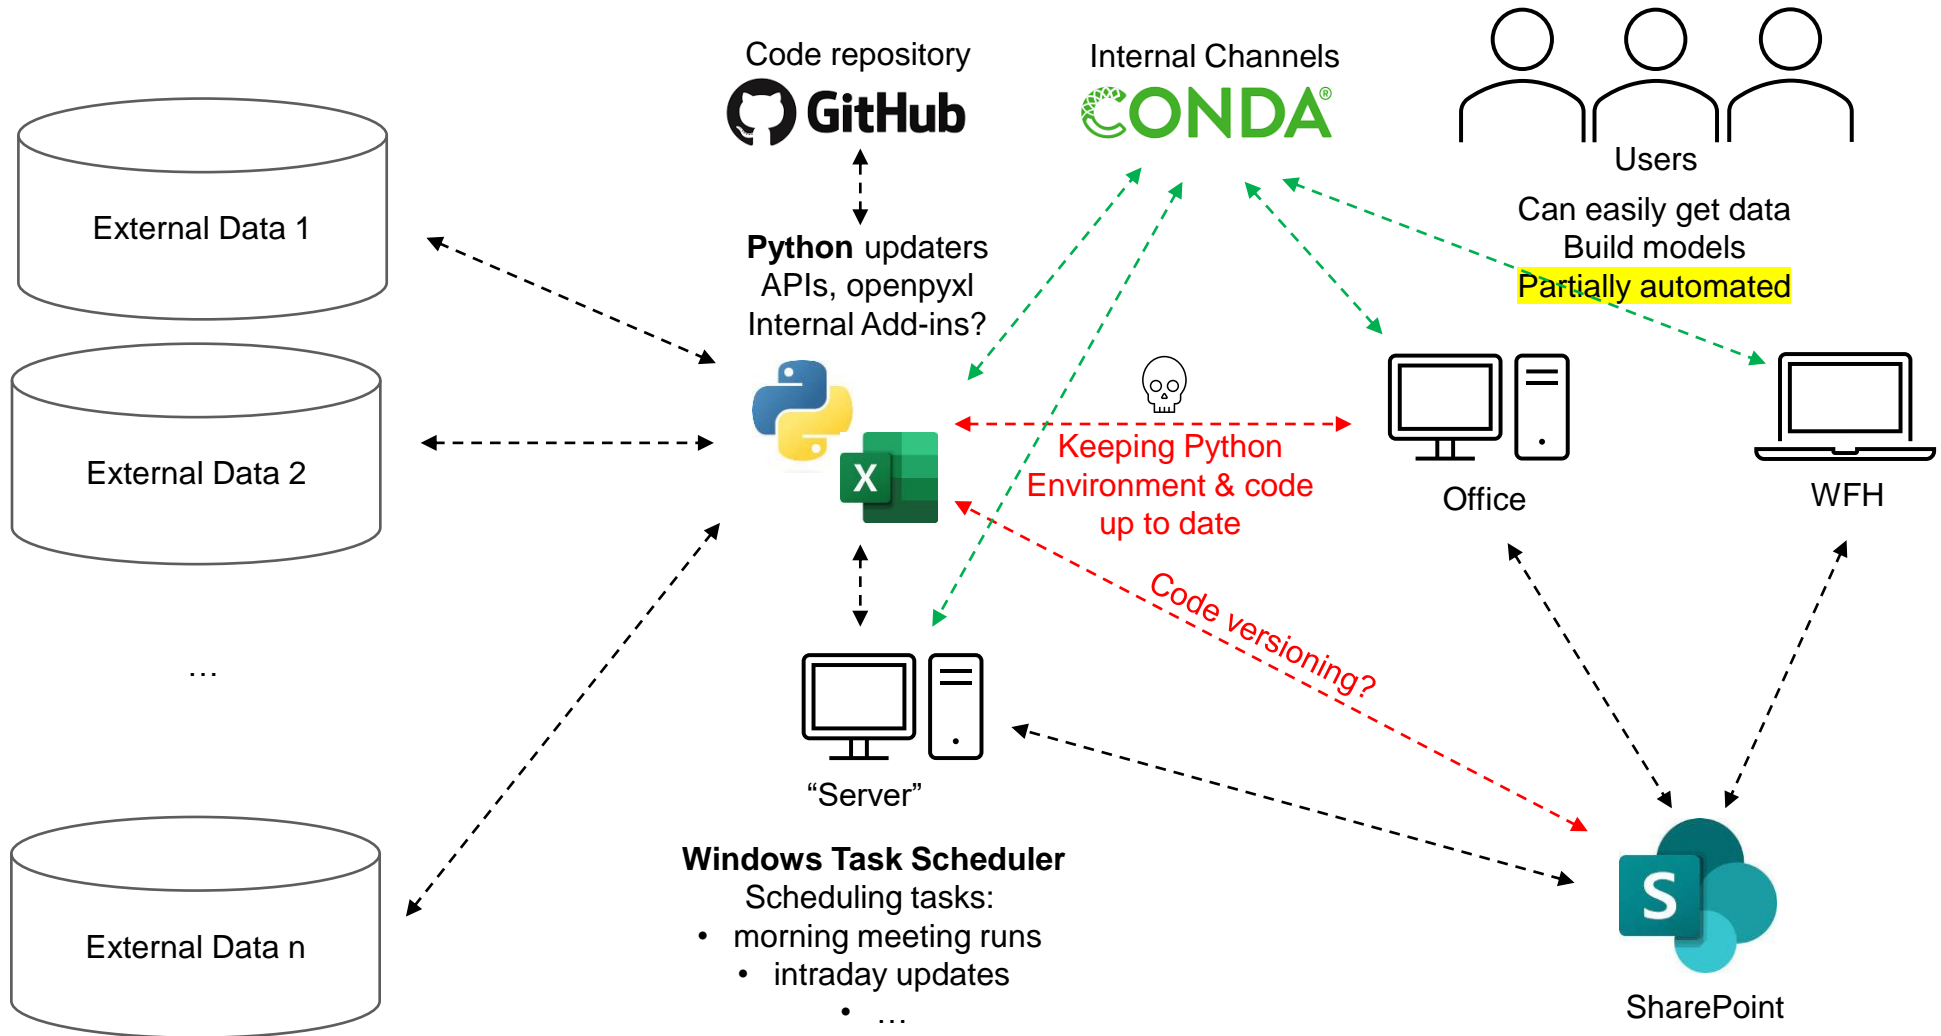 Code repository
GitHub
Internal Channels
CONDA®
Users
Can easily get data
Build models
Partially automated
External Data 1
Python updaters
APIs, openpyxl
Internal Add-ins?
X
External Data 2
Keeping Python
Environment & code
up to date
Office
WFH
Code versioning?
…
“Server”
Windows Task Scheduler
Scheduling tasks:
• morning meeting runs
• intraday updates
• …
External Data n
S
SharePoint